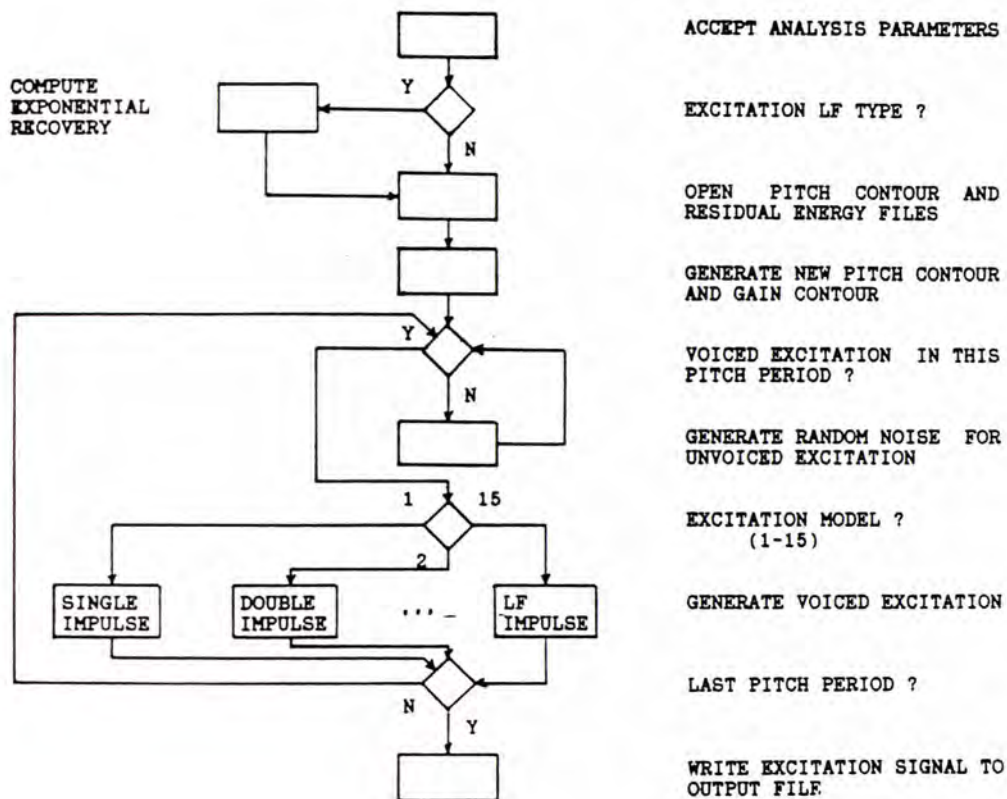 ACCEPT ANALYSIS PARAMETERS
COMPUTE
EXPONENTIAL
RECOVERY
Y
EXCITATION LF TYPE ?
N
OPEN PITCH CONTOUR AND
RESIDUAL ENERGY FILES
GENERATE NEW PITCH CONTOUR
AND GAIN CONTOUR
Y
VOICED EXCITATION IN THIS
PITCH PERIOD ?
N
GENERATE RANDOM NOISE FOR
UNVOICED EXCITATION
1
15
EXCITATION MODEL ?
(1-15)
2
SINGLE
IMPULSE
DOUBLE
IMPULSE
LF
IMPULSE
GENERATE VOICED EXCITATION
LAST PITCH PERIOD ?
N
Y
WRITE EXCITATION SIGNAL TO
OUTPUT FILE